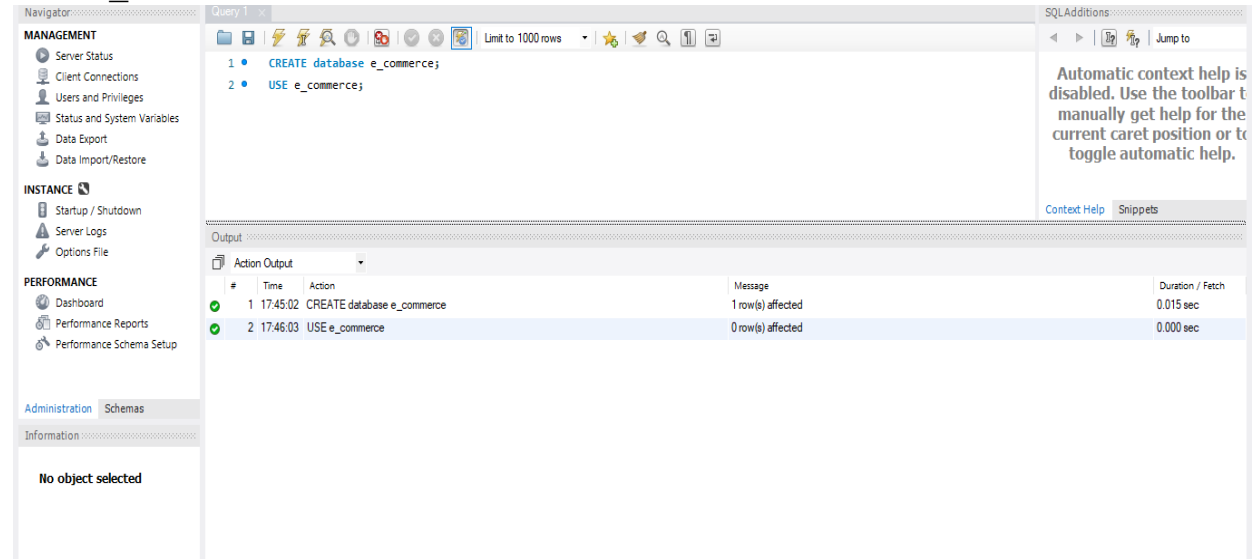 Navigator
MANAGEMENT
Server Status
Client Connections
Users and Privileges
Status and System Variables
Data Export
Data Import/Restore
INSTANCE
Startup / Shutdown
Server Logs
Options File
PERFORMANCE
Dashboard
Performance Reports
Performance Schema Setup
Administration Schemas
Information
No object selected
Query 1
Limit to 1000 rows
1 CREATE database e_commerce;
2 USE e_commerce;
SQLAdditions
Jump to
Automatic context help is
disabled. Use the toolbar t
manually get help for the
current caret position or to
toggle automatic help.
Context Help Snippets
Output
Action Output
# Time Action Message Duration / Fetch
1 17:45:02 CREATE database e_commerce 1 row(s) affected 0.015 sec
2 17:46:03 USE e_commerce 0 row(s) affected 0.000 sec